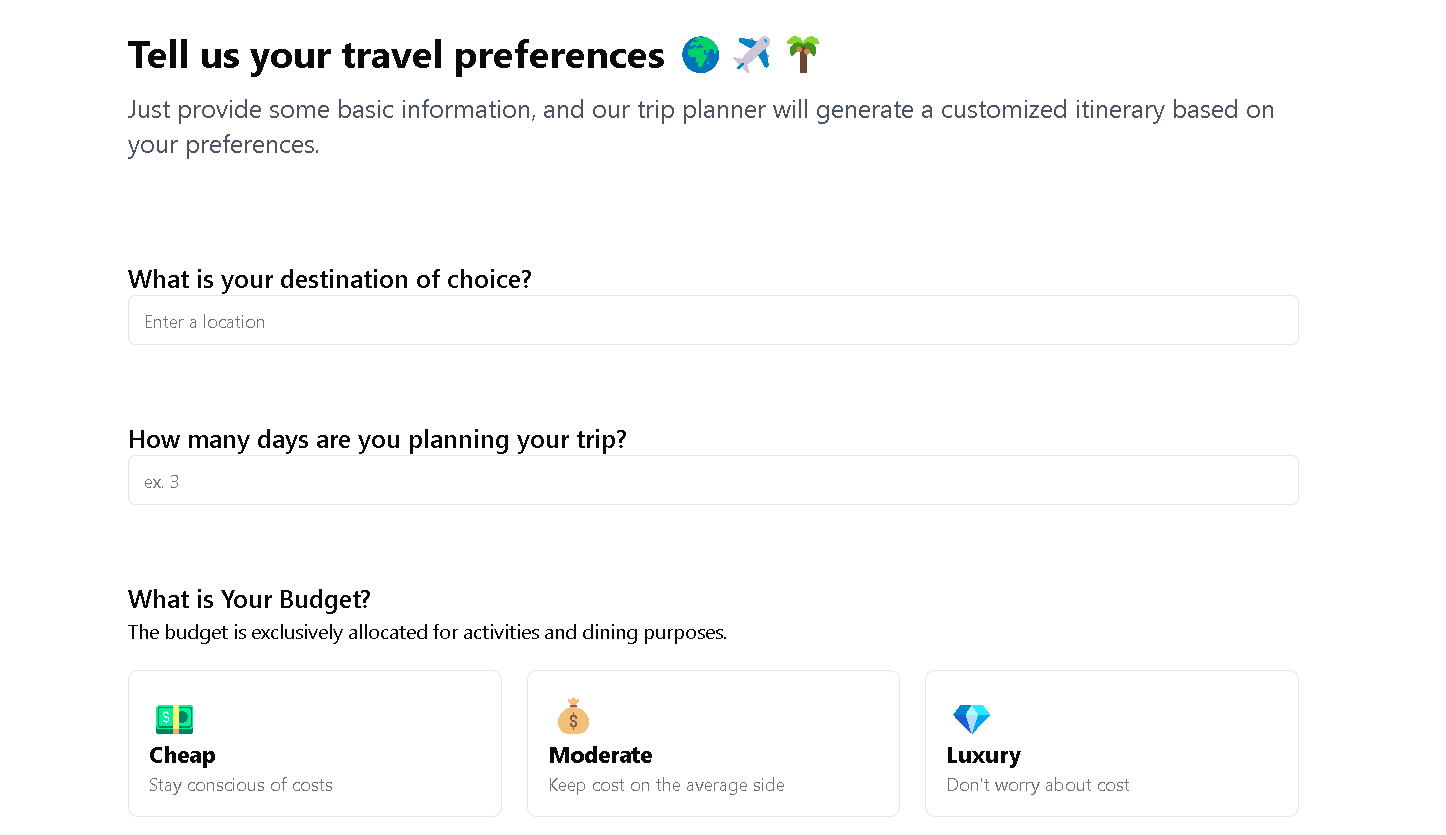 Tell us your travel preferences 🌍 ✈️ 🌴
Just provide some basic information, and our trip planner will generate a customized itinerary based on
your preferences.
What is your destination of choice?
Enter a location
How many days are you planning your trip?
ex. 3
What is Your Budget?
The budget is exclusively allocated for activities and dining purposes.
Cheap
Stay conscious of costs
Moderate
Keep cost on the average side
Luxury
Don't worry about cost